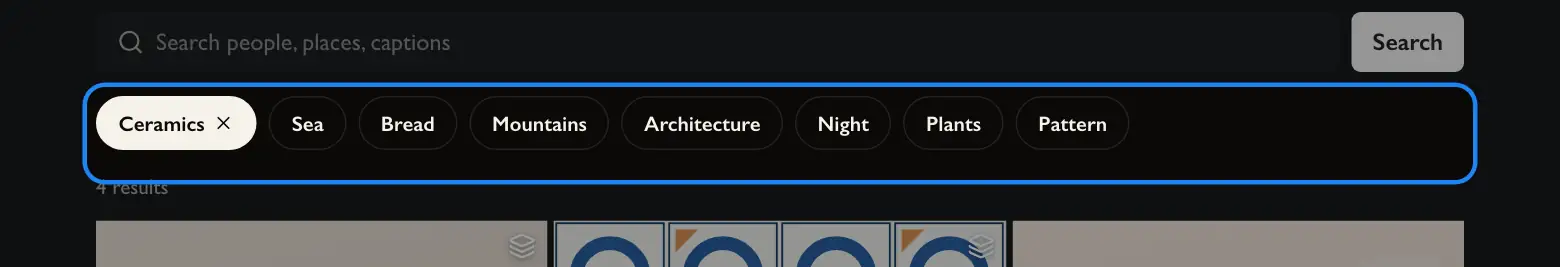 Search people, places, captions
Search
Ceramics
Sea
Bread
Mountains
Architecture
Night
Plants
Pattern
4 results